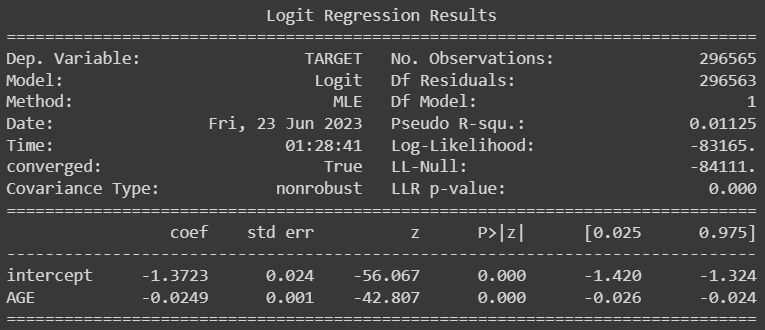 Logit Regression Results
==============================================================================
Dep. Variable:                 TARGET   No. Observations:               296565
Model:                          Logit   Df Residuals:                   296563
Method:                           MLE   Df Model:                            1
Date:                Fri, 23 Jun 2023   Pseudo R-squ.:                 0.01125
Time:                        01:28:41   Log-Likelihood:                -83165.
converged:                       True   LL-Null:                       -84111.
Covariance Type:            nonrobust   LLR p-value:                     0.000
==============================================================================
                 coef    std err          z      P>|z|      [0.025      0.975]
------------------------------------------------------------------------------
intercept     -1.3723      0.024    -56.067      0.000      -1.420      -1.324
AGE           -0.0249      0.001    -42.807      0.000      -0.026      -0.024
==============================================================================